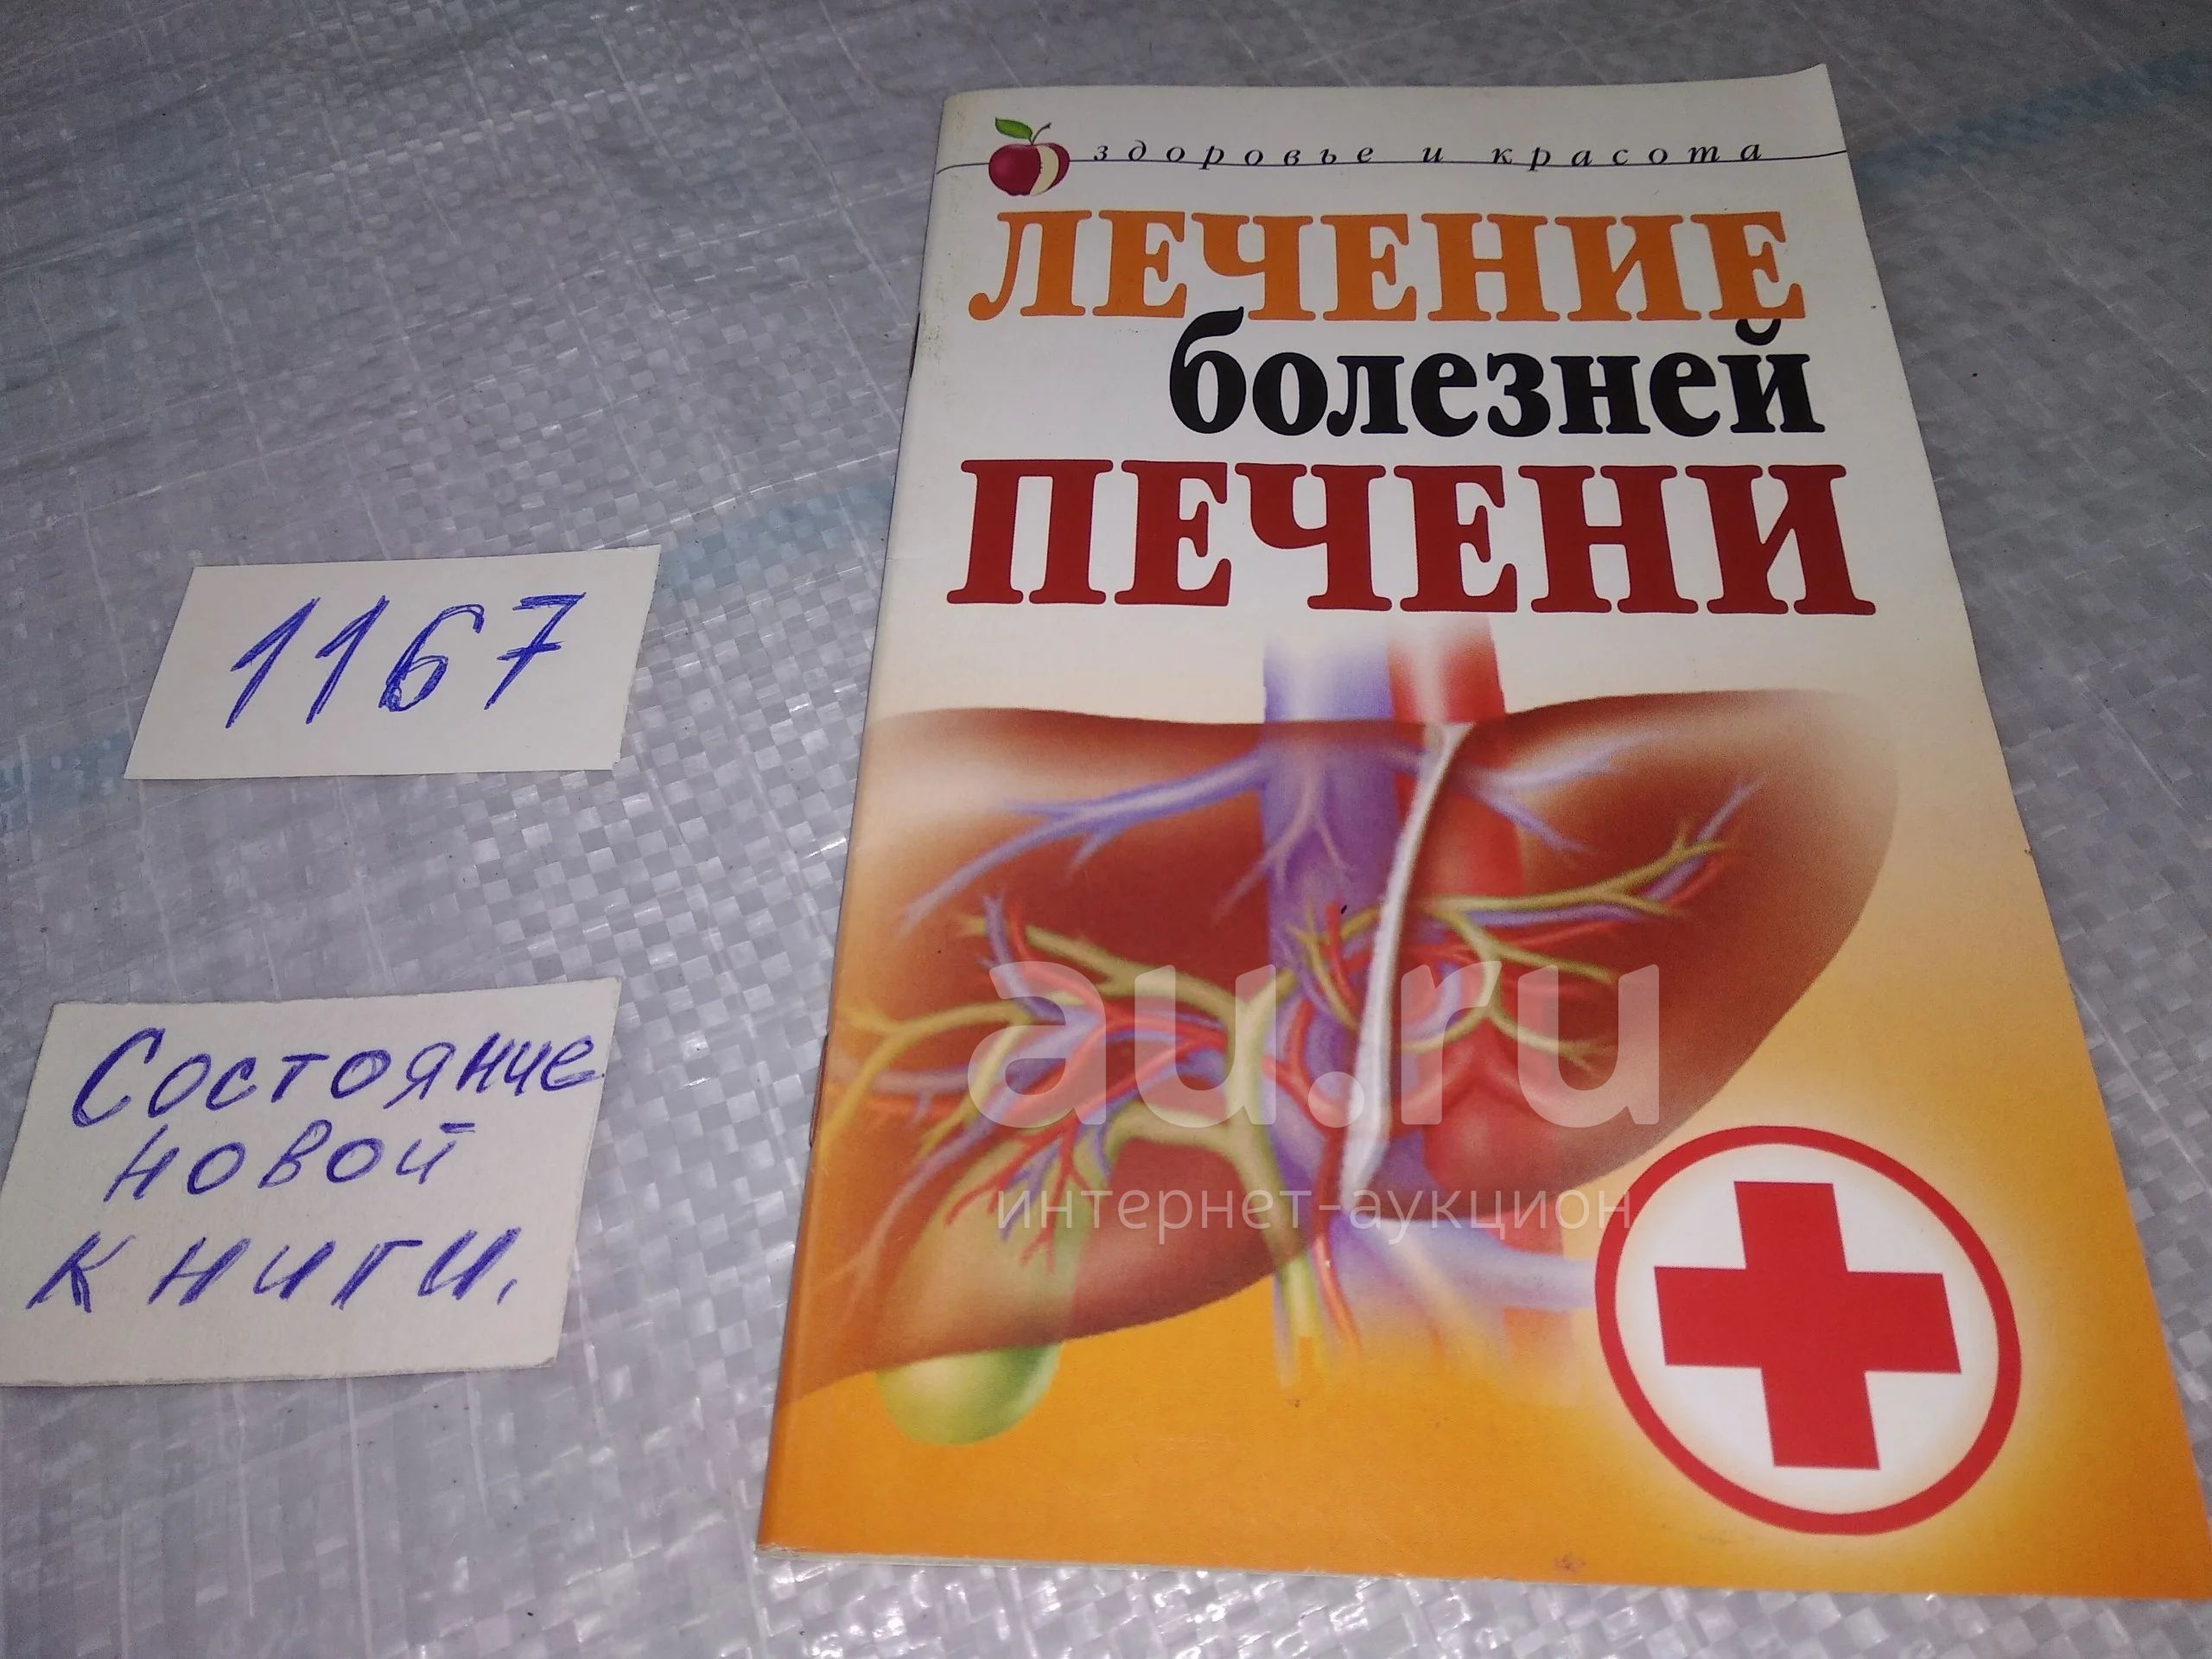 здоровье и красота
ЛЕЧЕНИЕ
болезней
ПЕЧЕНИ
1167
Состояние
новой
книги.
au.ru
интернет-аукцион